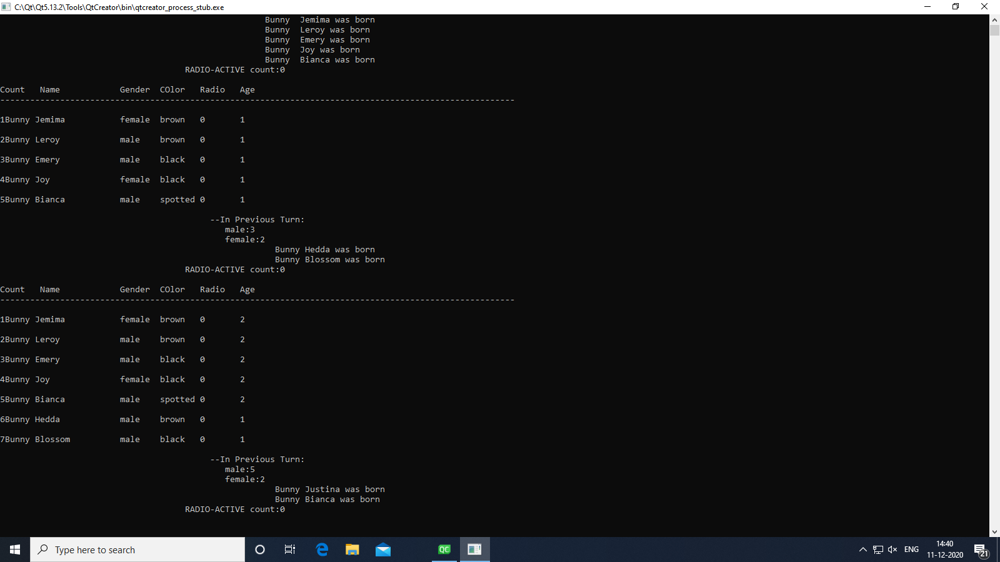 C:\Qt\Qt5.13.2\Tools\QtCreator\bin\qtcreator_process_stub.exe
Bunny  Jemima was born
Bunny  Leroy was born
Bunny  Emery was born
Bunny  Joy was born
Bunny  Bianca was born
RADIO-ACTIVE count:0
Count   Name            Gender  COlor   Radio   Age
-------------------------------------------------------------------------------------------------------
1Bunny Jemima           female  brown   0       1
2Bunny Leroy            male    brown   0       1
3Bunny Emery            male    black   0       1
4Bunny Joy              female  black   0       1
5Bunny Bianca           male    spotted 0       1
--In Previous Turn:
male:3
female:2
Bunny Hedda was born
Bunny Blossom was born
RADIO-ACTIVE count:0
Count   Name            Gender  COlor   Radio   Age
-------------------------------------------------------------------------------------------------------
1Bunny Jemima           female  brown   0       2
2Bunny Leroy            male    brown   0       2
3Bunny Emery            male    black   0       2
4Bunny Joy              female  black   0       2
5Bunny Bianca           male    spotted 0       2
6Bunny Hedda            male    brown   0       1
7Bunny Blossom          male    black   0       1
--In Previous Turn:
male:5
female:2
Bunny Justina was born
Bunny Bianca was born
RADIO-ACTIVE count:0
Type here to search
QC
ENG
14:40
11-12-2020
21